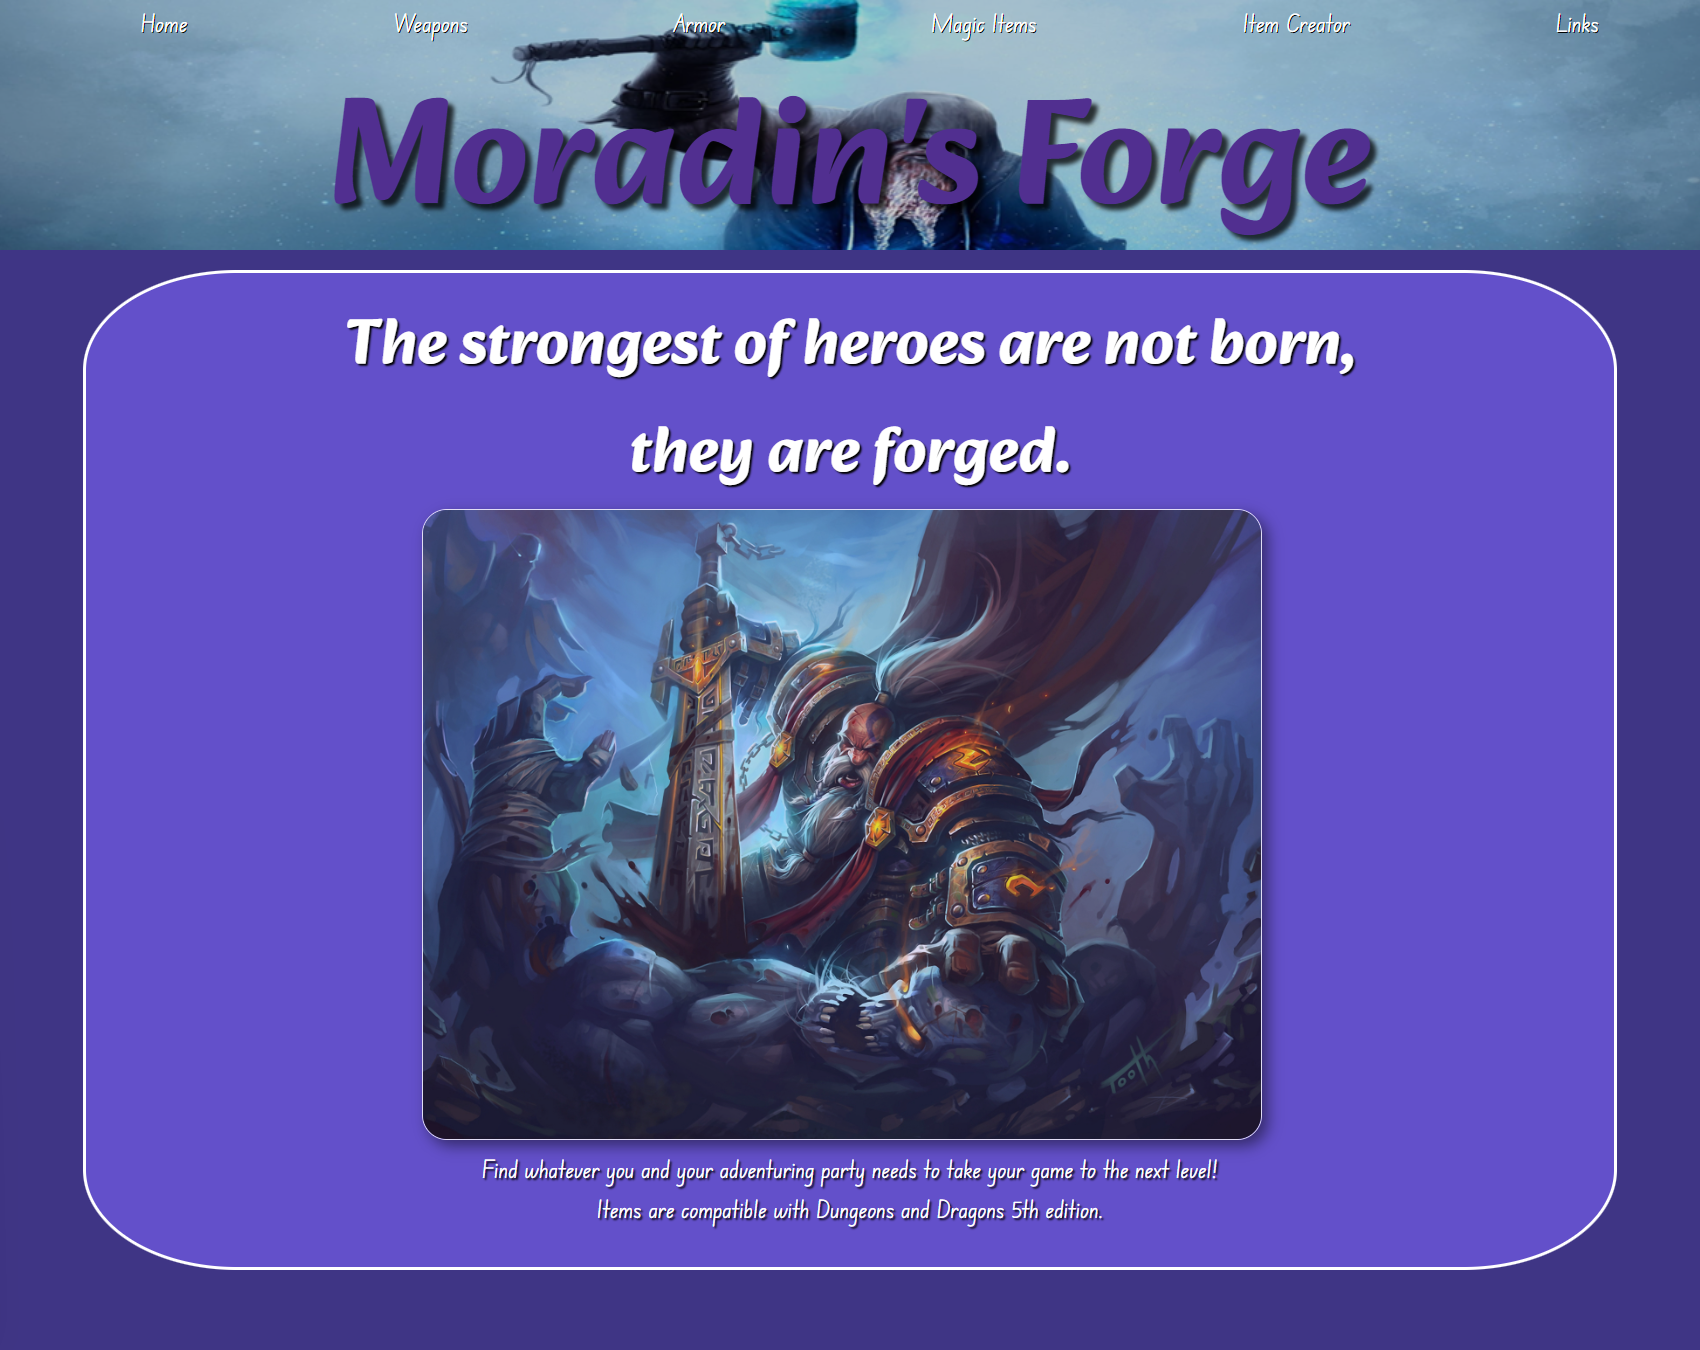 Home Weapons Armor Magic Items Item Creator Links
Moradin's Forge
The strongest of heroes are not born,
they are forged.
Tooth
Find whatever you and your adventuring party needs to take your game to the next level!!
Items are compatible with Dungeons and Dragons 5th edition.